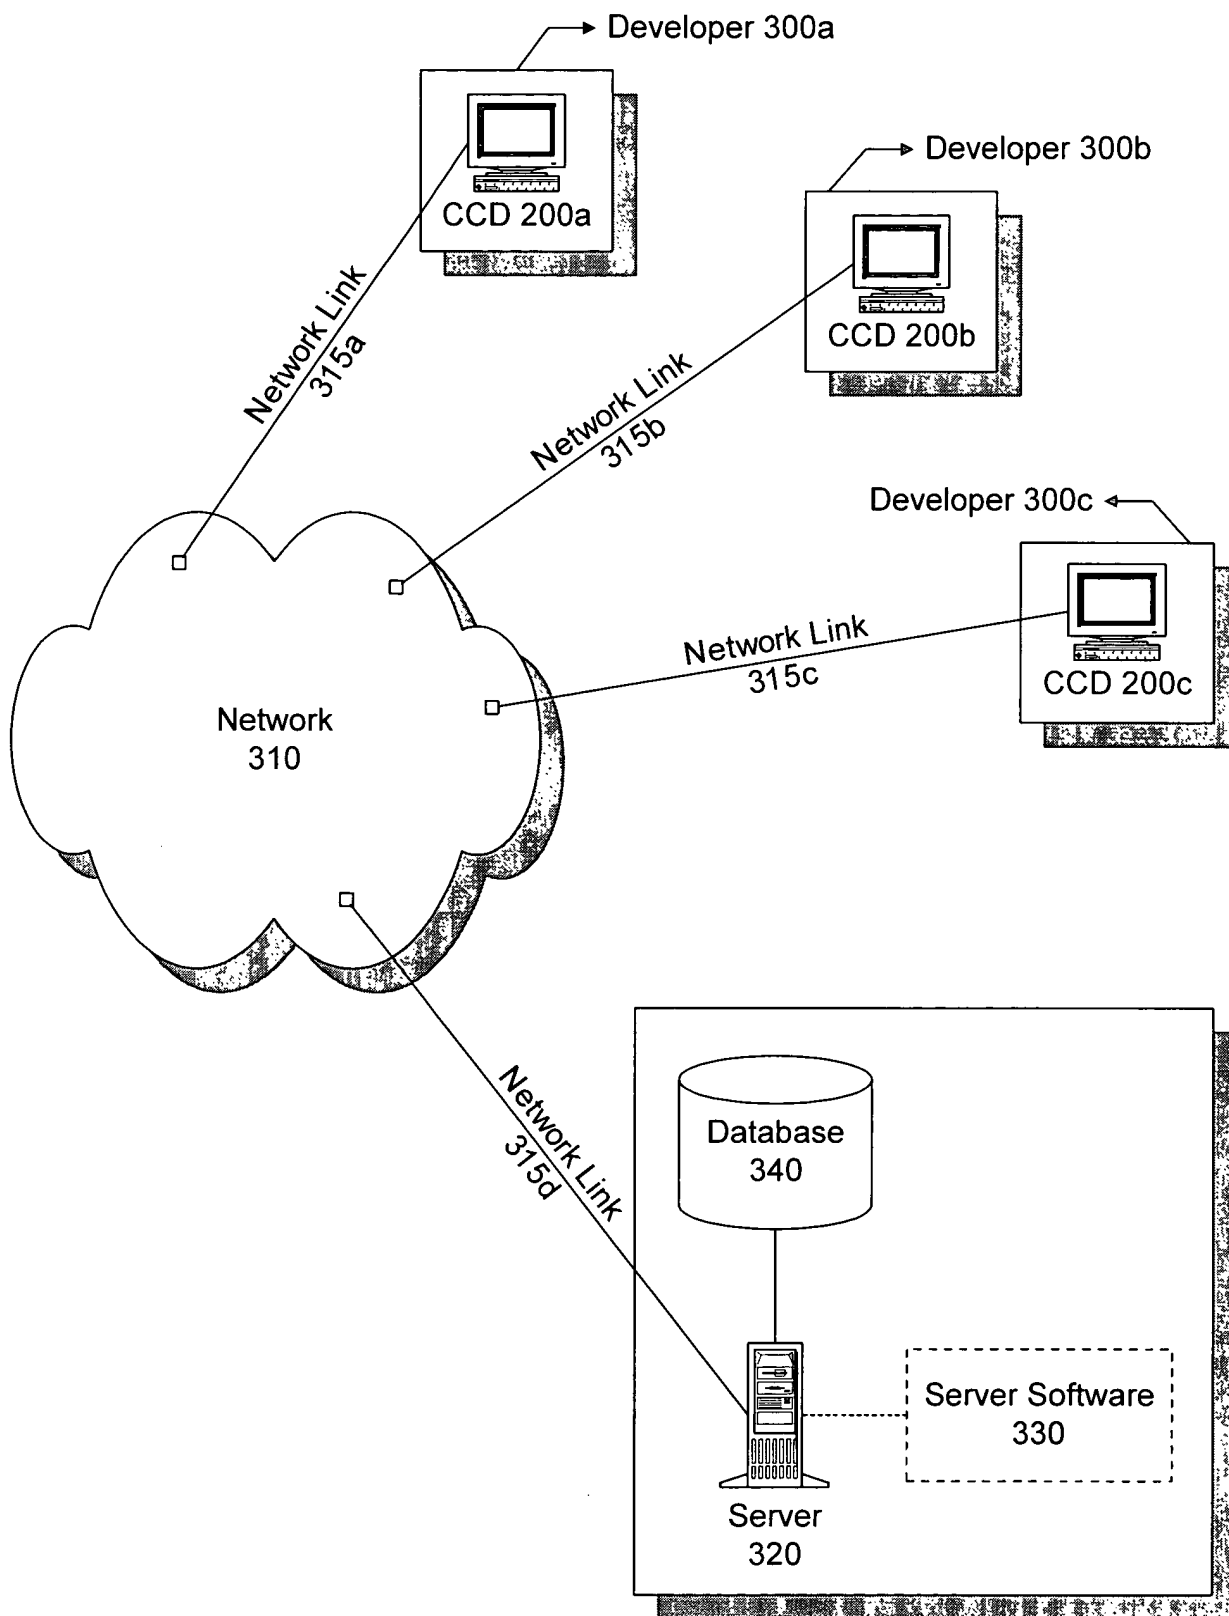 Developer 300a
CCD 200a
Developer 300b
CCD 200b
Network Link
315a
Network Link
315b
Developer 300c
CCD 200c
Network Link
315c
Network
310
Network Link
315d
Database
340
Server Software
330
Server
320